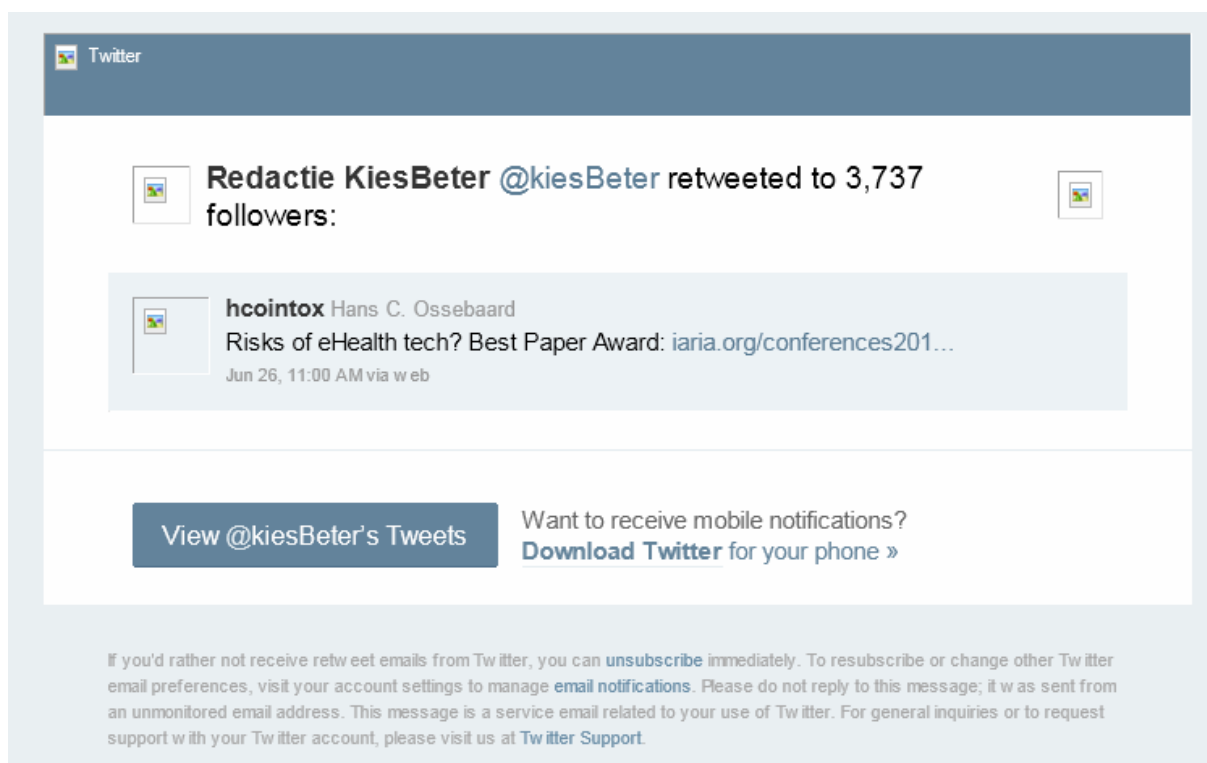 Twitter
Redactie KiesBeter @kiesBeter retweeted to 3,737
followers:
hcointox Hans C. Ossebaard
Risks of eHealth tech? Best Paper Award: iaria.org/conferences201...
Jun 26, 11:00 AM via web
View @kiesBeter's Tweets
Want to receive mobile notifications?
Download Twitter for your phone »
If you'd rather not receive retweet emails from Twitter, you can unsubscribe immediately. To resubscribe or change other Twitter
email preferences, visit your account settings to manage email notifications. Please do not reply to this message; it was sent from
an unmonitored email address. This message is a service email related to your use of Twitter. For general inquiries or to request
support with your Twitter account, please visit us at Twitter Support.